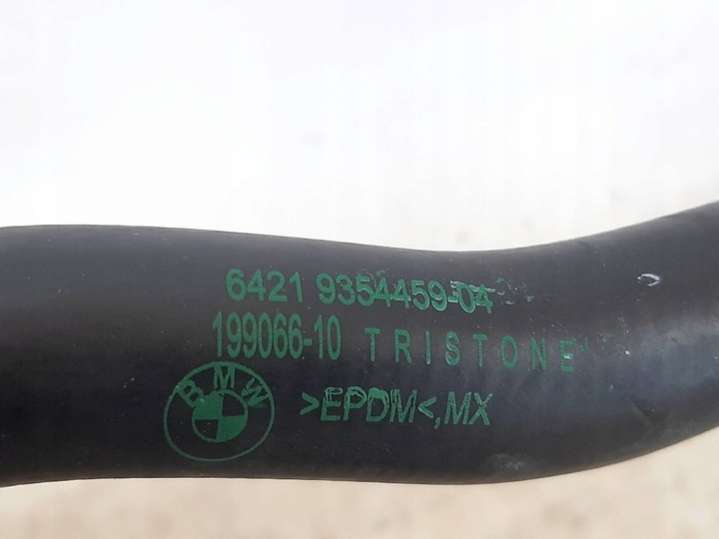 6421 9354459-04
199066-10 TRISTONE
BMW >EPDM<,MX